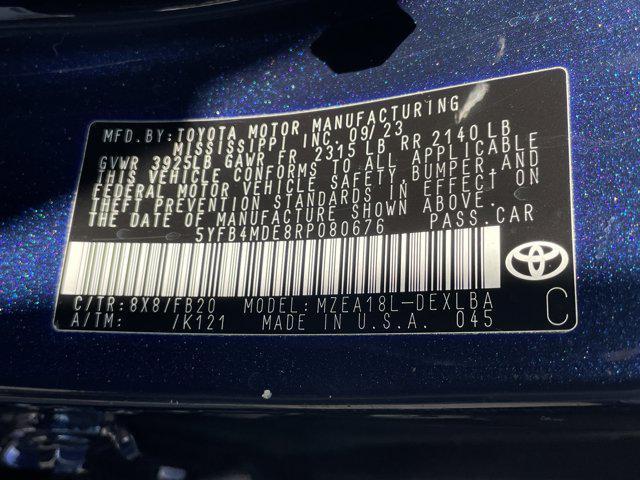 MFD.BY: TOYOTA MOTOR MANUFACTURING
MISSISSIPPI INC 09/23
GVWR 3925LB GAWR FR 2315 LB RR 2140 LB
THIS VEHICLE CONFORMS TO ALL APPLICABLE
FEDERAL MOTOR VEHICLE SAFETY, BUMPER, AND
THEFT PREVENTION STANDARDS IN EFFECT ON
THE DATE OF MANUFACTURE SHOWN ABOVE.
5YFB4MDE8RP080676 PASS.CAR
C/TR: 8X8/FB20 MODEL: MZEA18L-DEXLBA
A/TM: /K121 MADE IN U.S.A. 045 C